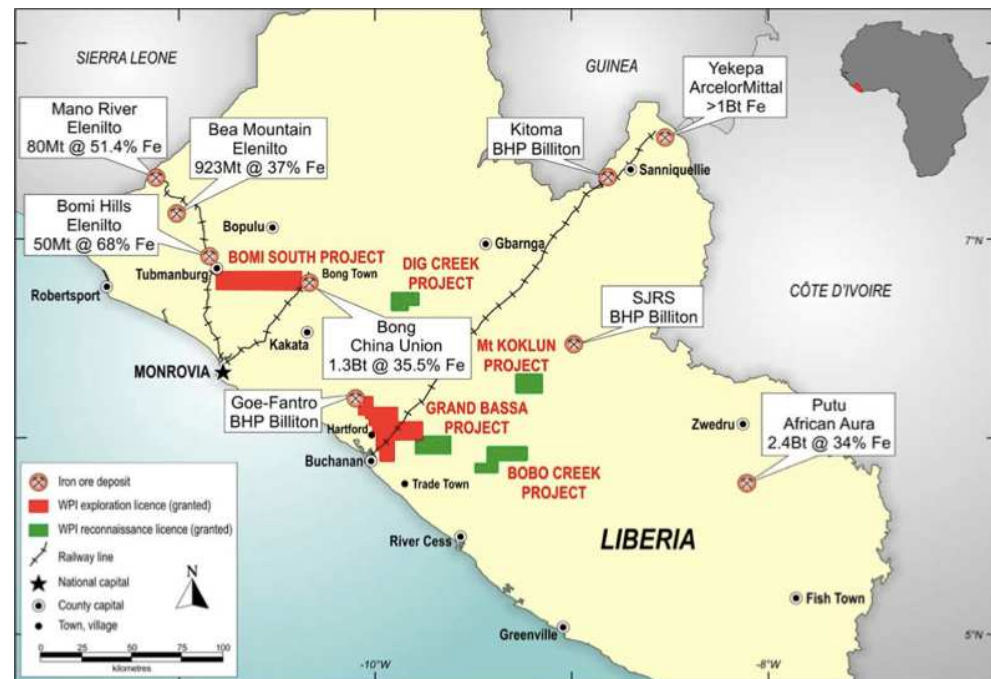 SIERRA LEONE
GUINEA
Mano River
Elenilto
80Mt @ 51.4% Fe
Bea Mountain
Elenilto
923Mt @ 37% Fe
Yekepa
ArcelorMittal
>1Bt Fe
Kitoma
BHP Billiton
Sanniquellie
Bomi Hills
Elenilto
50Mt @ 68% Fe
Bopulu
Gbarnga
7°N
BOMI SOUTH PROJECT
Tubmanburg
Bong Town
DIG CREEK
PROJECT
Robertsport
CÔTE D'IVOIRE
SJRS
BHP Billiton
Kakata
Bong
China Union
1.3Bt @ 35.5% Fe
Mt KOKLUN
PROJECT
MONROVIA
Goe-Fantro
BHP Billiton
GRAND BASSA
PROJECT
Hartford
Zwedru
Putu
African Aura
2.4Bt @ 34% Fe
Buchanan
BOBO CREEK
PROJECT
Trade Town
River Cess
LIBERIA
Fish Town
Greenville
5°N
-10°W
-8°W
Iron ore deposit
WPI exploration licence (granted)
WPI reconnaissance licence (granted)
Railway line
National capital
County capital
Town, village
N
0 25 50 75 100
kilometres